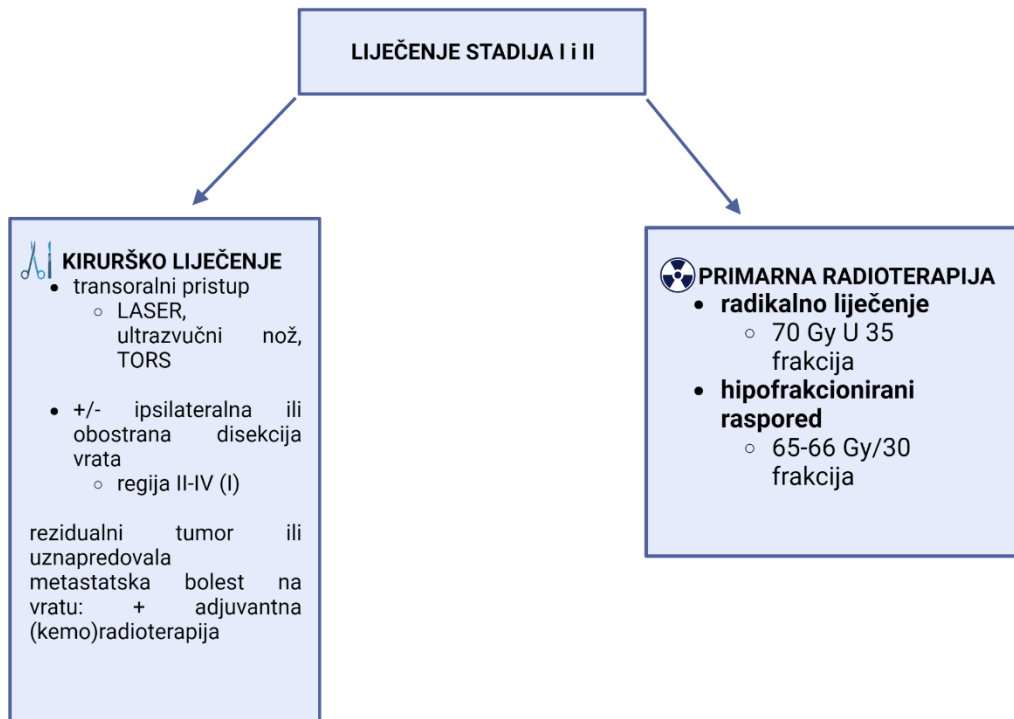 LIJEČENJE STADIJA I i II
KIRURŠKO LIJEČENJE
• transoralni pristup
○ LASER,
ultrazvučni nož,
TORS
• +/- ipsilateralna ili
obostrana disekcija
vrata
○ regija II-IV (I)
rezidualni tumor ili
uznapredovala
metastatska bolest na
vratu: + adjuvantna
(kemo)radioterapija
PRIMARNA RADIOTERAPIJA
• radikalno liječenje
○ 70 Gy U 35
frakcija
• hipofrakcionirani
raspored
○ 65-66 Gy/30
frakcija